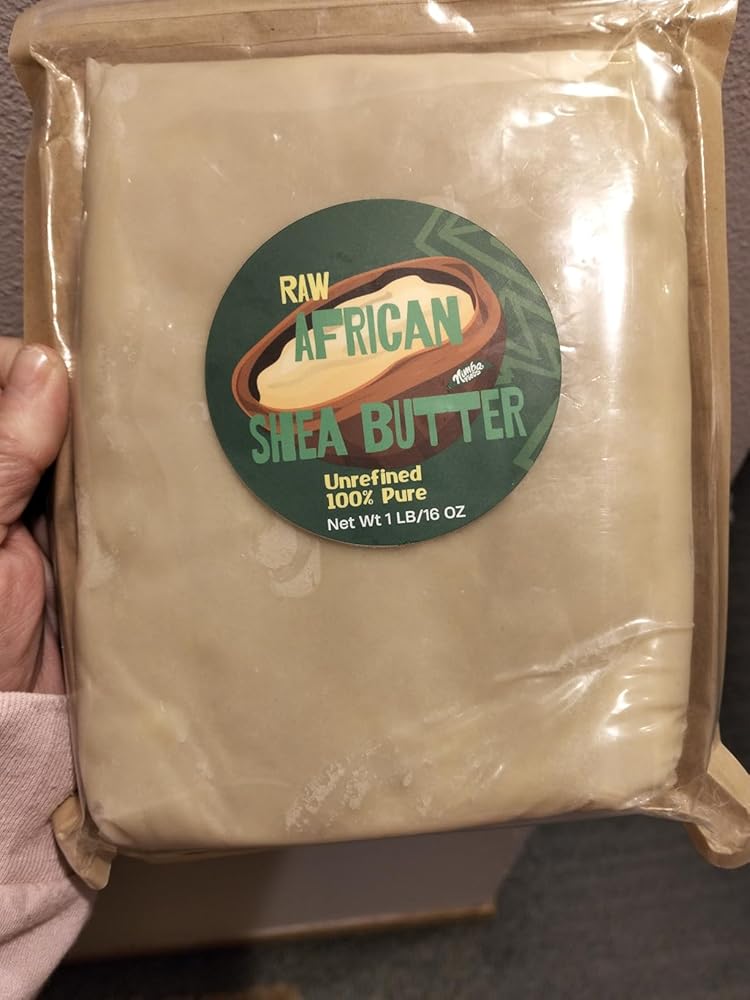 RAW
AFRICAN
SHEA BUTTER
Unrefined
100% Pure
Net Wt 1 LB/16 OZ